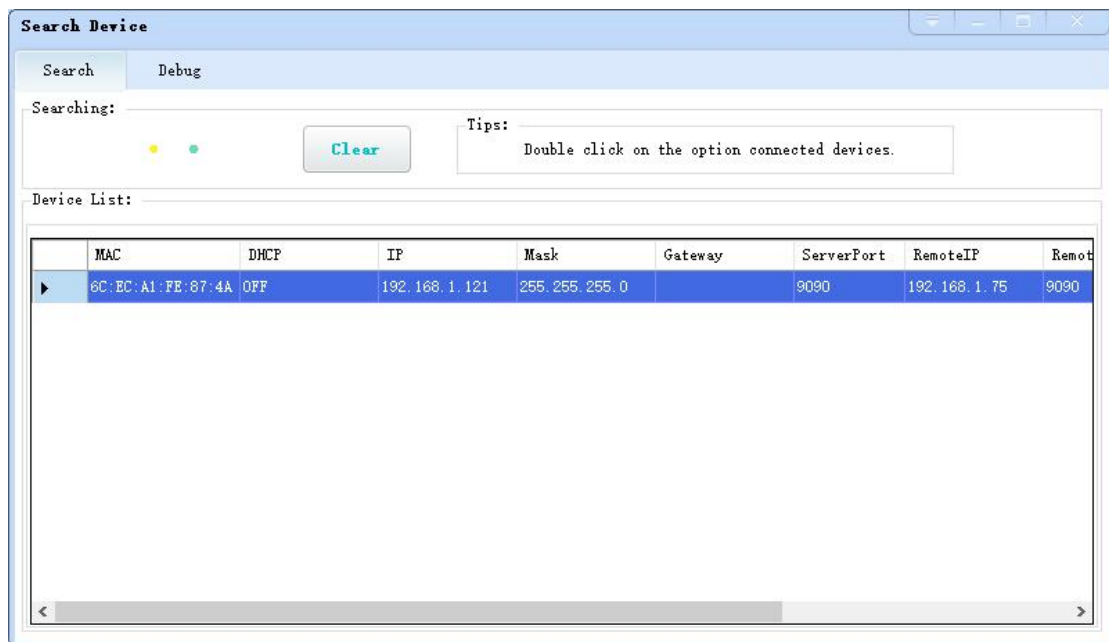 Search Device
Search Debug
Searching:
Clear
Tips:
Double click on the option connected devices.
Device List:
MAC DHCP IP Mask Gateway ServerPort RemoteIP Remot
6C:EC:A1:FE:87:4A OFF 192.168.1.121 255.255.255.0 9090 192.168.1.75 9090